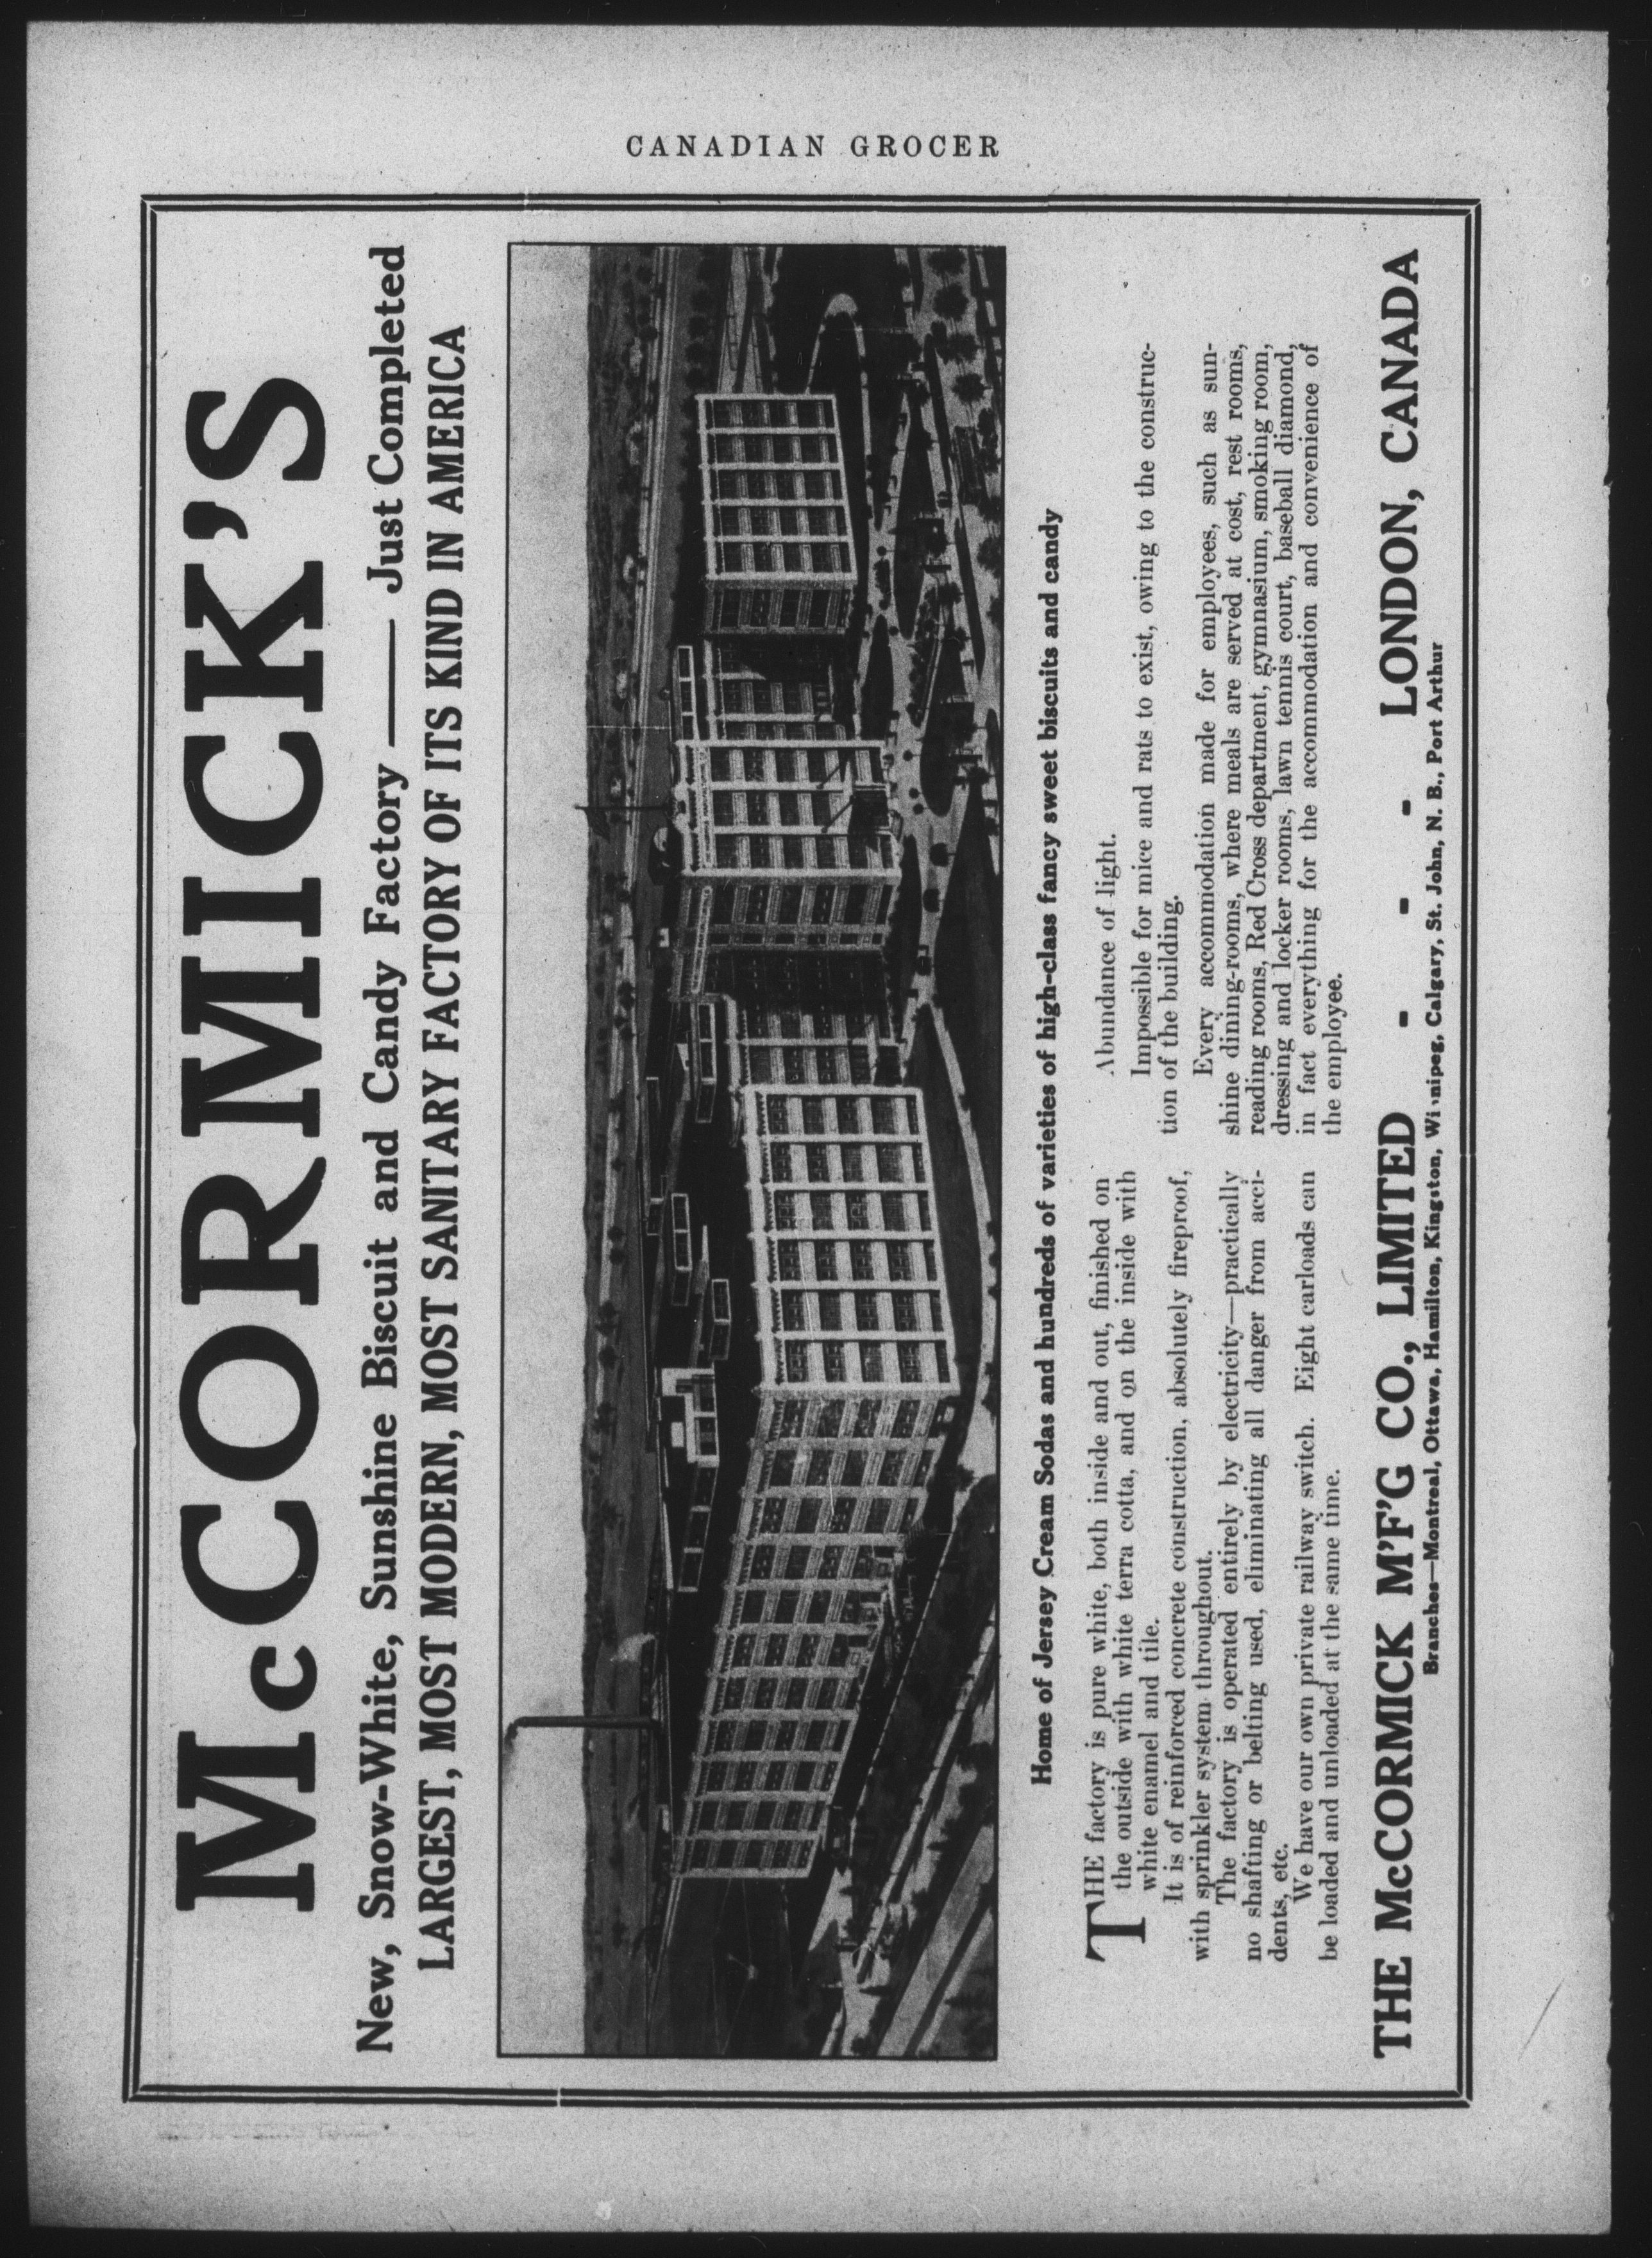 CANADIAN GROCER
McCORMICK'S
New, Snow-White, Sunshine Biscuit and Candy Factory —— Just Completed
LARGEST, MOST MODERN, MOST SANITARY FACTORY OF ITS KIND IN AMERICA
Home of Jersey Cream Sodas and hundreds of varieties of high-class fancy sweet biscuits and candy
THE factory is pure white, both inside and out, finished on
the outside with white terra cotta, and on the inside with
white enamel and tile.
It is of reinforced concrete construction, absolutely fireproof,
with sprinkler system throughout.
The factory is operated entirely by electricity—practically
no shafting or belting used, eliminating all danger from acci-
dents, etc.
We have our own private railway switch. Eight carloads can
be loaded and unloaded at the same time.
Abundance of light.
Impossible for mice and rats to exist, owing to the construc-
tion of the building.
Every accommodation made for employees, such as sun-
shine dining-rooms, where meals are served at cost, rest rooms,
reading rooms, Red Cross department, gymnasium, smoking room,
dressing and locker rooms, lawn tennis court, baseball diamond,
in fact everything for the accommodation and convenience of
the employee.
THE McCORMICK M'F'G CO., LIMITED - - - LONDON, CANADA
Branches—Montreal, Ottawa, Hamilton, Kingston, Winnipeg, Calgary, St. John, N. B., Port Arthur